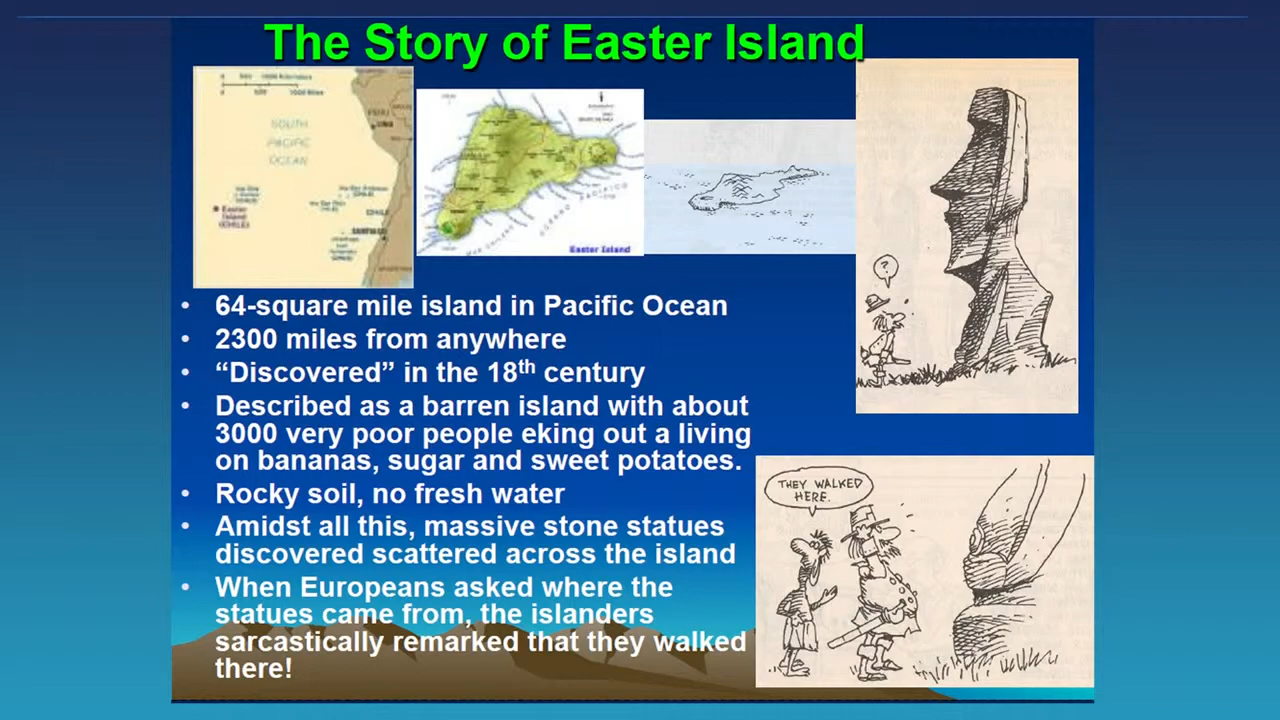 The Story of Easter Island
SOUTH
PACIFIC
OCEAN
Easter
Island
(CHILE)
Easter Island
?
• 64-square mile island in Pacific Ocean
• 2300 miles from anywhere
• “Discovered” in the 18th century
• Described as a barren island with about
3000 very poor people eking out a living
on bananas, sugar and sweet potatoes.
• Rocky soil, no fresh water
• Amidst all this, massive stone statues
discovered scattered across the island
• When Europeans asked where the
statues came from, the islanders
sarcastically remarked that they walked
there!
THEY WALKED
HERE.